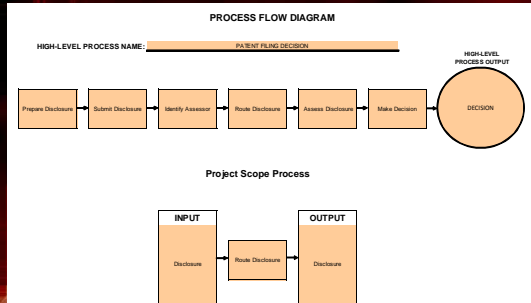 PROCESS FLOW DIAGRAM
HIGH-LEVEL PROCESS NAME: PATENT FILING DECISION
HIGH-LEVEL
PROCESS OUTPUT
Prepare Disclosure
Submit Disclosure
Identify Assessor
Route Disclosure
Assess Disclosure
Make Decision
DECISION
Project Scope Process
INPUT
OUTPUT
Disclosure
Route Disclosure
Disclosure